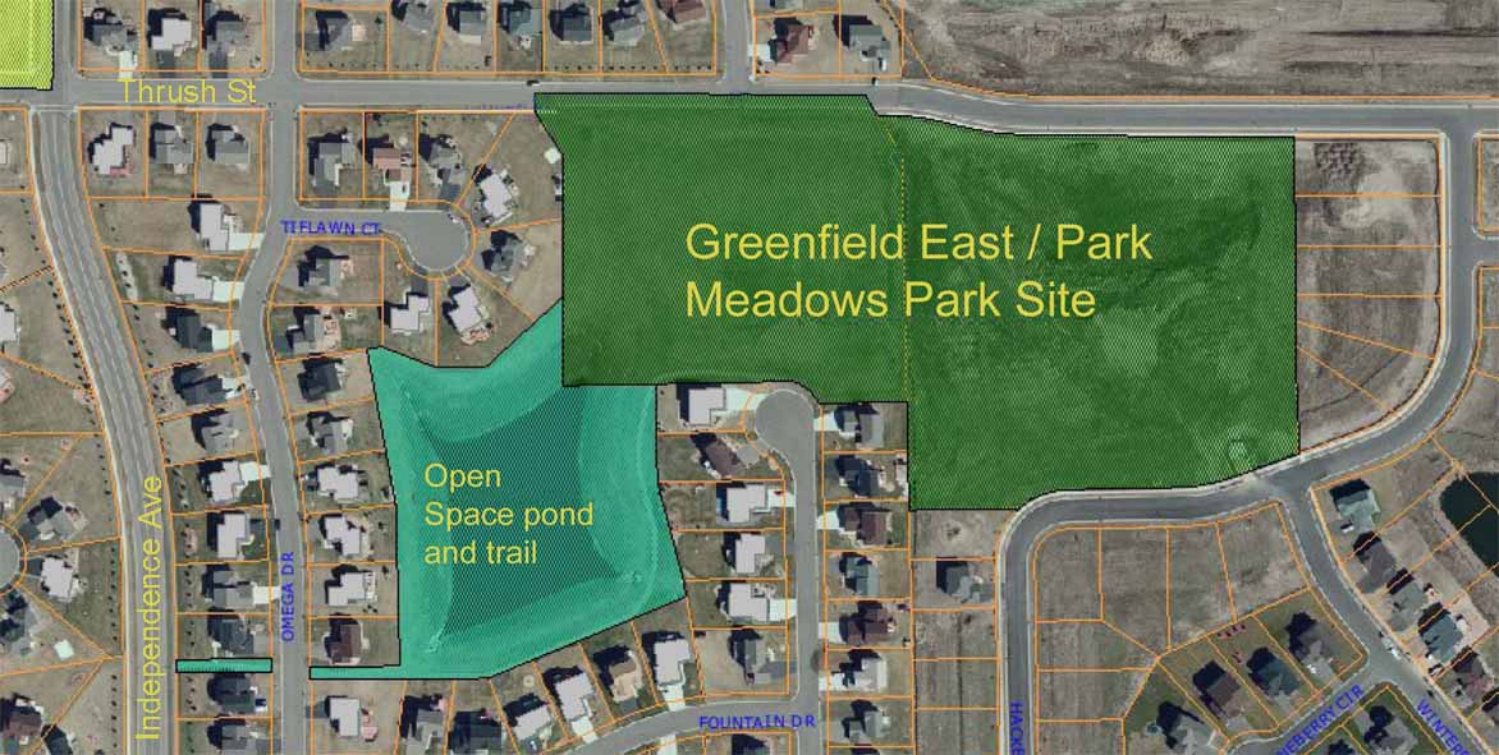 Thrush St
TIFLAWN CT
Greenfield East / Park
Meadows Park Site
Open
Space pond
and trail
Independence Ave
OMEGA DR
FOUNTAIN DR